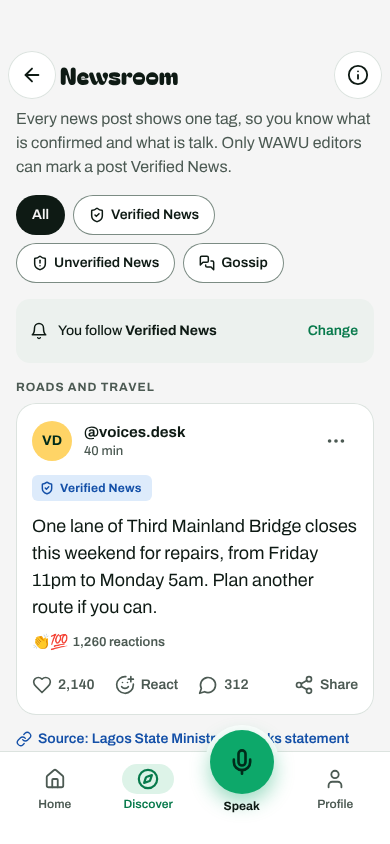 Newsroom
Every news post shows one tag, so you know what
is confirmed and what is talk. Only WAWU editors
can mark a post Verified News.
All
Verified News
Unverified News
Gossip
You follow Verified News
Change
ROADS AND TRAVEL
VD
@voices.desk
40 min
Verified News
One lane of Third Mainland Bridge closes
this weekend for repairs, from Friday
11pm to Monday 5am. Plan another
route if you can.
👏💯 1,260 reactions
2,140
React
312
Share
Source: Lagos State statement
Home
Discover
Speak
Profile